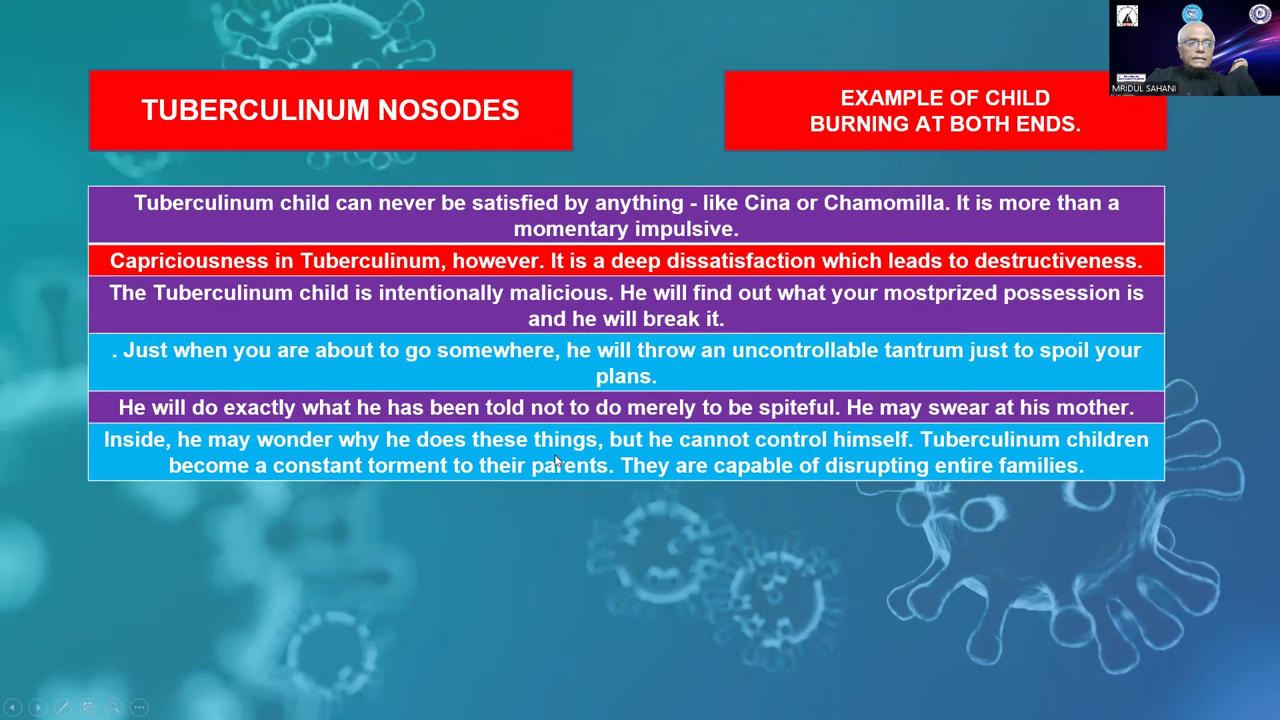 TUBERCULINUM NOSODES
EXAMPLE OF CHILD
BURNING AT BOTH ENDS.
MRIDUL SAHANI
Tuberculinum child can never be satisfied by anything - like Cina or Chamomilla. It is more than a
momentary impulsive.
Capriciousness in Tuberculinum, however. It is a deep dissatisfaction which leads to destructiveness.
The Tuberculinum child is intentionally malicious. He will find out what your mostprized possession is
and he will break it.
. Just when you are about to go somewhere, he will throw an uncontrollable tantrum just to spoil your
plans.
He will do exactly what he has been told not to do merely to be spiteful. He may swear at his mother.
Inside, he may wonder why he does these things, but he cannot control himself. Tuberculinum children
become a constant torment to their parents. They are capable of disrupting entire families.